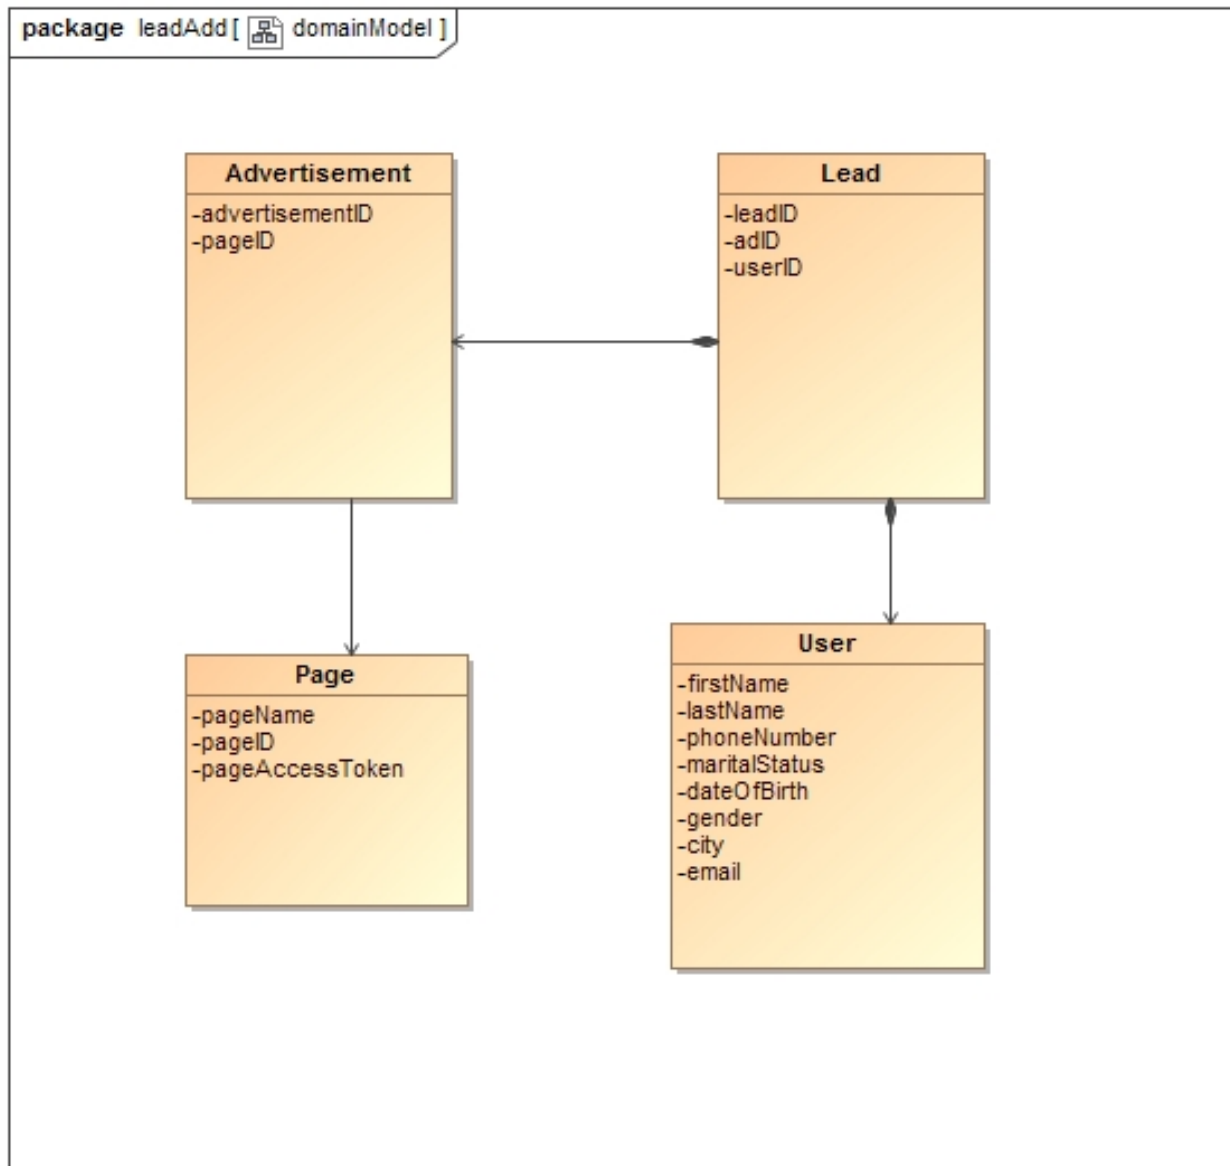 package leadAdd [ domainModel ]
Advertisement
-advertisementID
-pageID
Lead
-leadID
-adID
-userID
Page
-pageName
-pageID
-pageAccessToken
User
-firstName
-lastName
-phoneNumber
-maritalStatus
-dateOfBirth
-gender
-city
-email